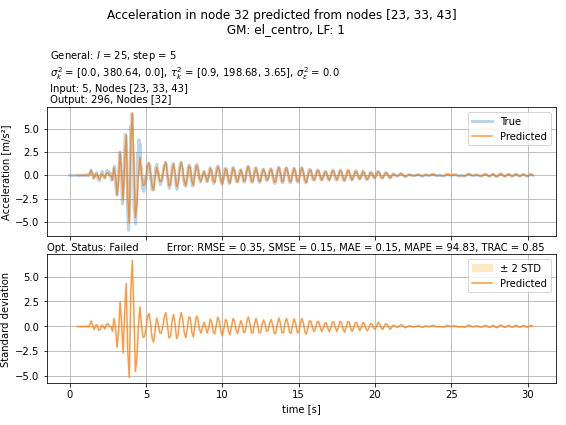 Acceleration in node 32 predicted from nodes [23, 33, 43]
GM: el_centro, LF: 1
General: l = 25, step = 5
σ²ₖ = [0.0, 380.64, 0.0], τ²ₖ = [0.9, 198.68, 3.65], σ²ₑ = 0.0
Input: 5, Nodes [23, 33, 43]
Output: 296, Nodes [32]
Acceleration [m/s²]
5.0
2.5
0.0
−2.5
−5.0
True
Predicted
Opt. Status: Failed Error: RMSE = 0.35, SMSE = 0.15, MAE = 0.15, MAPE = 94.83, TRAC = 0.85
Standard deviation
5.0
2.5
0.0
−2.5
−5.0
± 2 STD
Predicted
0 5 10 15 20 25 30
time [s]